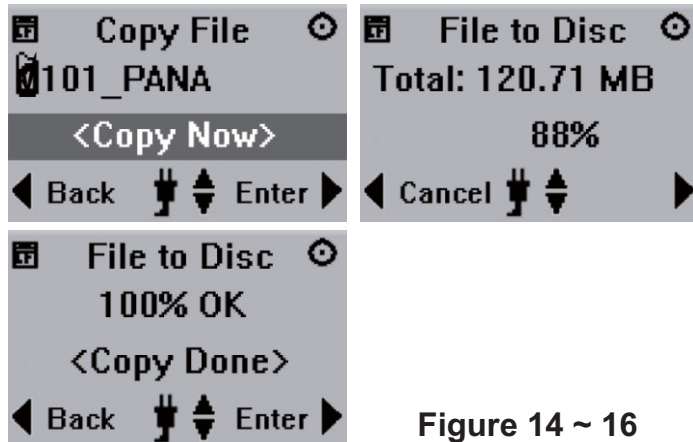 Copy File
101_PANA
<Copy Now>
Back Enter
File to Disc
Total: 120.71 MB
88%
Cancel
File to Disc
100% OK
<Copy Done>
Back Enter
Figure 14 ~ 16